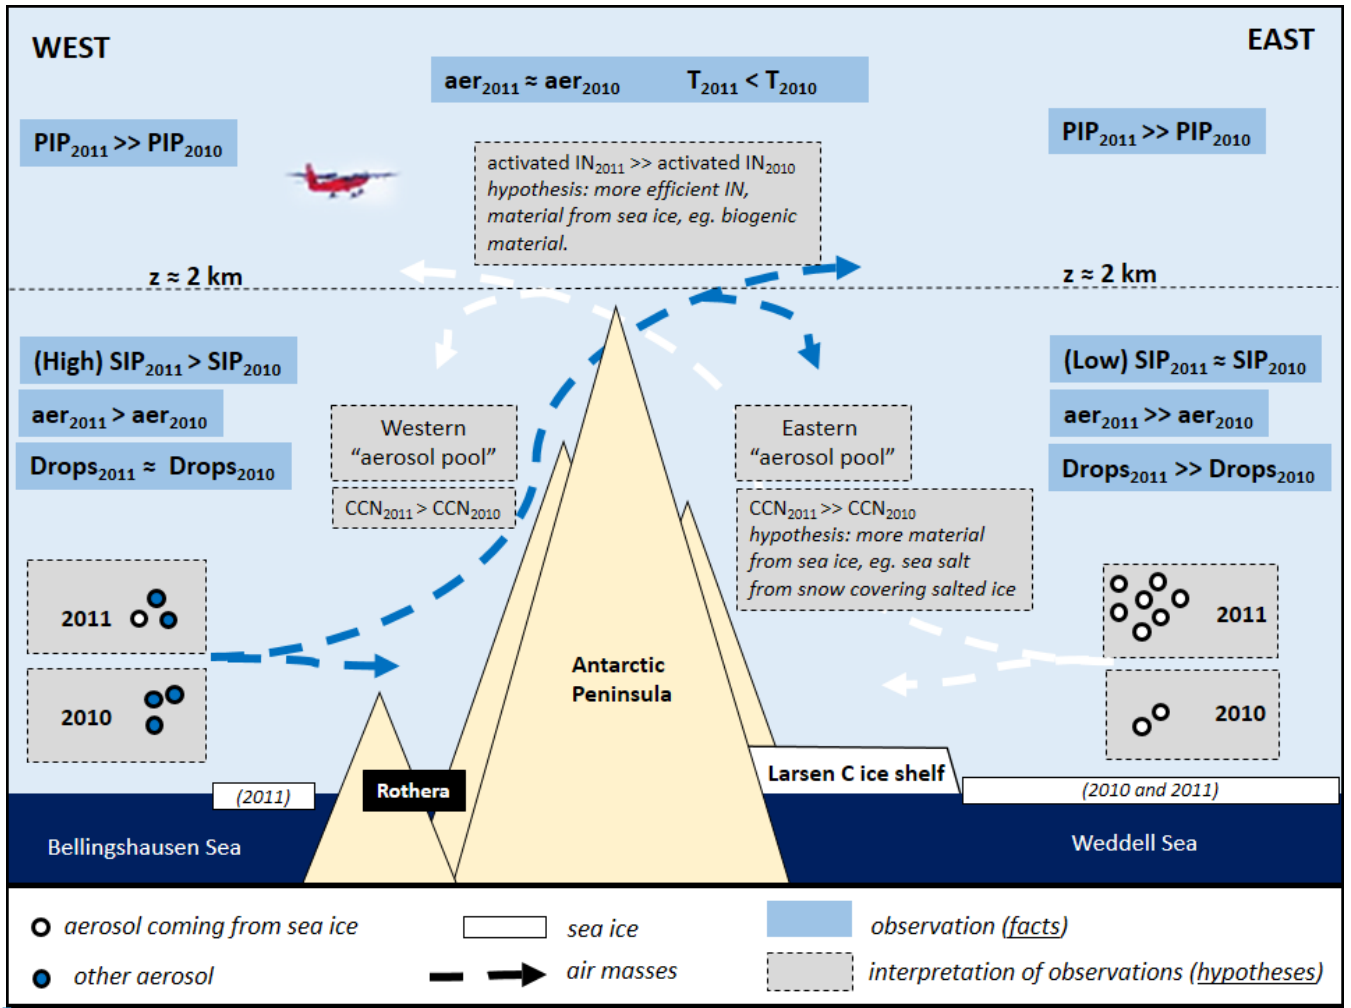 WEST
EAST
aer2011 ≈ aer2010 T2011 < T2010
PIP2011 >> PIP2010
PIP2011 >> PIP2010
activated IN2011 >> activated IN2010
hypothesis: more efficient IN,
material from sea ice, eg. biogenic
material.
z ≈ 2 km
z ≈ 2 km
(High) SIP2011 > SIP2010
aer2011 > aer2010
Drops2011 ≈ Drops2010
(Low) SIP2011 ≈ SIP2010
aer2011 >> aer2010
Drops2011 >> Drops2010
Western
“aerosol pool”
CCN2011 > CCN2010
Eastern
“aerosol pool”
CCN2011 >> CCN2010
hypothesis: more material
from sea ice, eg. sea salt
from snow covering salted ice
2011
2010
2011
2010
Antarctic
Peninsula
Rothera
Larsen C ice shelf
(2011)
(2010 and 2011)
Bellingshausen Sea
Weddell Sea
aerosol coming from sea ice
other aerosol
sea ice
air masses
observation (facts)
interpretation of observations (hypotheses)